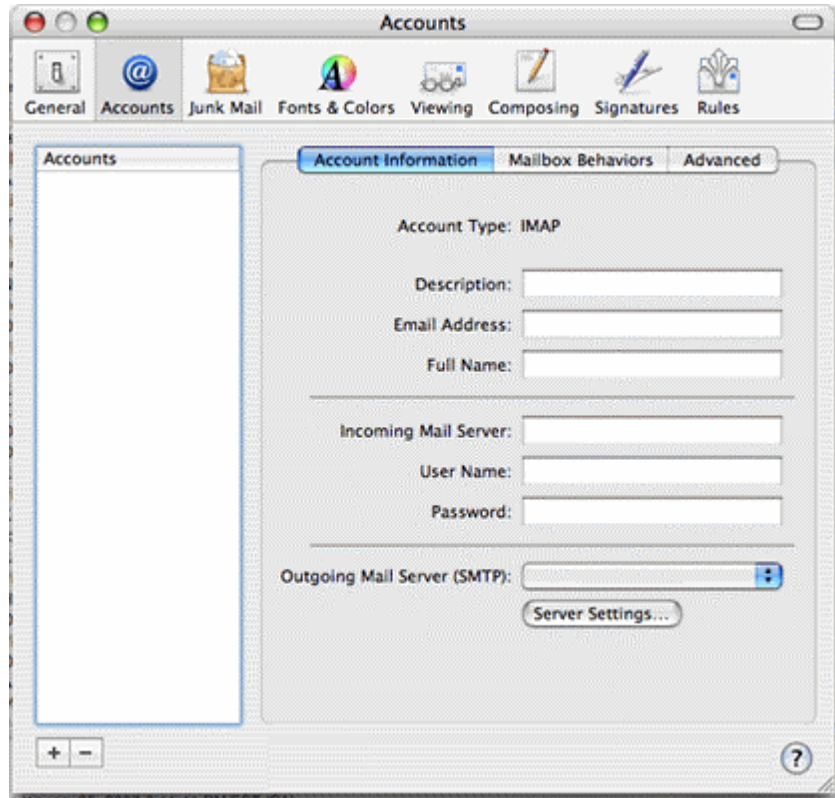 Accounts
General Accounts Junk Mail Fonts & Colors Viewing Composing Signatures Rules
Accounts
Account Information Mailbox Behaviors Advanced
Account Type: IMAP
Description:
Email Address:
Full Name:
Incoming Mail Server:
User Name:
Password:
Outgoing Mail Server (SMTP):
Server Settings...
+ −
?